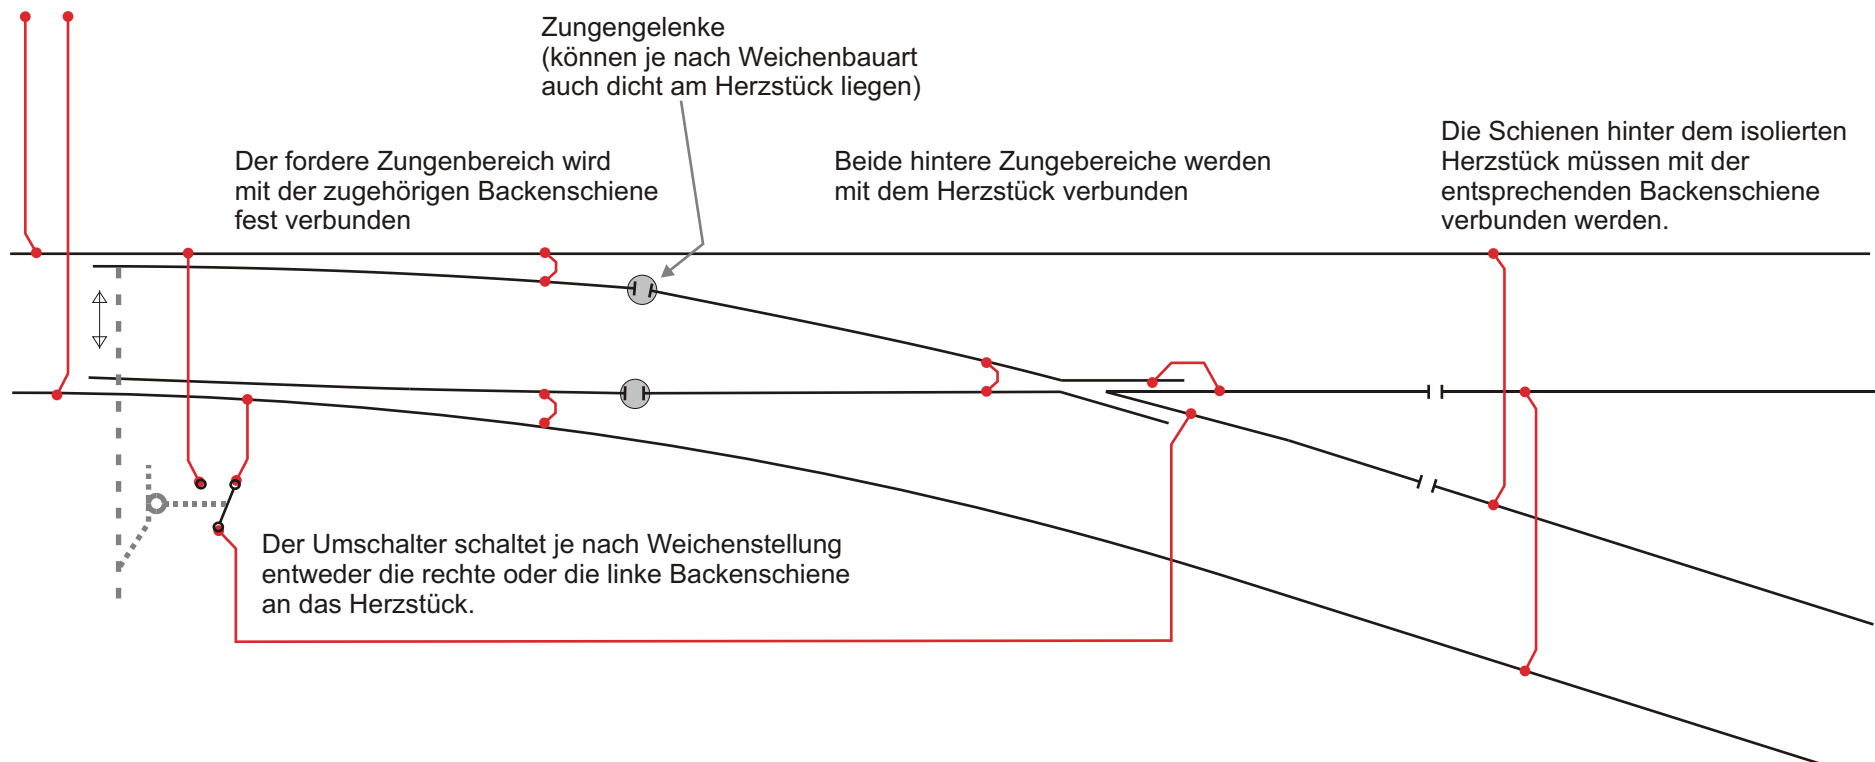 Zungengelenke
(können je nach Weichenbauart
auch dicht am Herzstück liegen)
Der fordere Zungenbereich wird
mit der zugehörigen Backenschiene
fest verbunden
Beide hintere Zungebereiche werden
mit dem Herzstück verbunden
Die Schienen hinter dem isolierten
Herzstück müssen mit der
entsprechenden Backenschiene
verbunden werden.
Der Umschalter schaltet je nach Weichenstellung
entweder die rechte oder die linke Backenschiene
an das Herzstück.